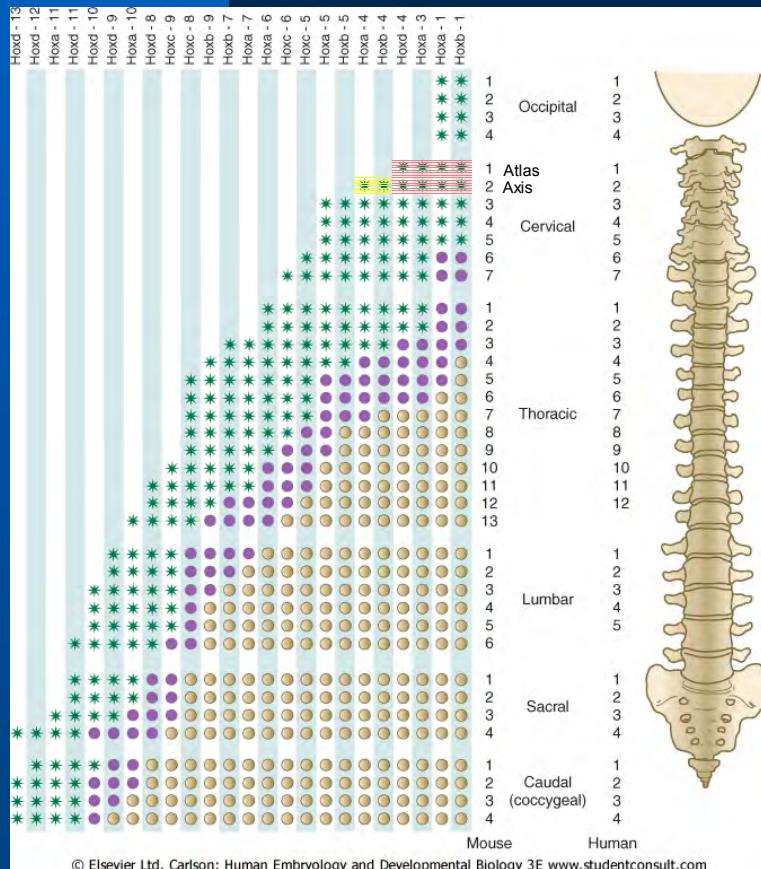 Hoxd - 13
Hoxd - 12
Hoxa - 11
Hoxd - 11
Hoxd - 10
Hoxd - 9
Hoxa - 10
Hoxd - 8
Hoxc - 9
Hoxc - 8
Hoxb - 9
Hoxb - 7
Hoxa - 7
Hoxa - 6
Hoxc - 6
Hoxc - 5
Hoxa - 5
Hoxb - 5
Hoxa - 4
Hoxb - 4
Hoxd - 4
Hoxa - 3
Hoxa - 1
Hoxb - 1
1 1
2 Occipital 2
3 3
4 4
1 Atlas 1
2 Axis 2
3 3
4 Cervical 4
5 5
6 6
7 7
1 1
2 2
3 3
4 4
5 5
6 6
7 Thoracic 7
8 8
9 9
10 10
11 11
12 12
13
1 1
2 2
3 Lumbar 3
4 4
5 5
6
1 1
2 Sacral 2
3 3
4 4
1 1
2 Caudal 2
3 (coccygeal) 3
4 4
Mouse Human
© Elsevier Ltd. Carlson: Human Embryology and Developmental Biology 3E www.studentconsult.com